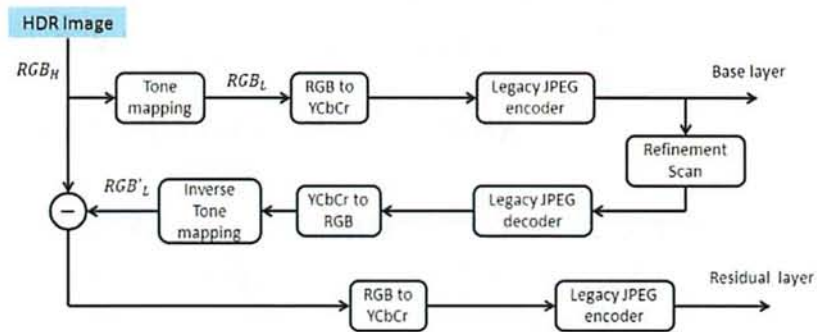 HDR Image
RGB_H
Tone
mapping
RGB_L
RGB to
YCbCr
Legacy JPEG
encoder
Base layer
Refinement
Scan
RGB'_L
Inverse
Tone
mapping
YCbCr to
RGB
Legacy JPEG
decoder
−
RGB to
YCbCr
Legacy JPEG
encoder
Residual layer